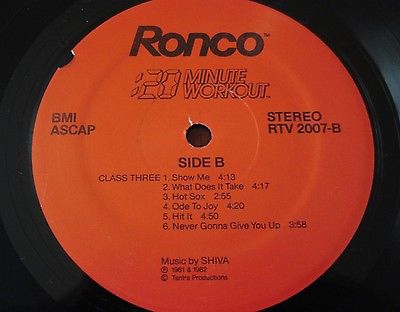 Ronco™
:20 MINUTE WORKOUT™
BMI
ASCAP
STEREO
RTV 2007-B
SIDE B
CLASS THREE 1. Show Me 4:13
2. What Does It Take 4:17
3. Hot Sox 2:55
4. Ode To Joy 4:20
5. Hit It 4:50
6. Never Gonna Give You Up 3:58
Music by SHIVA
℗ 1981 & 1982
© Tantra Productions